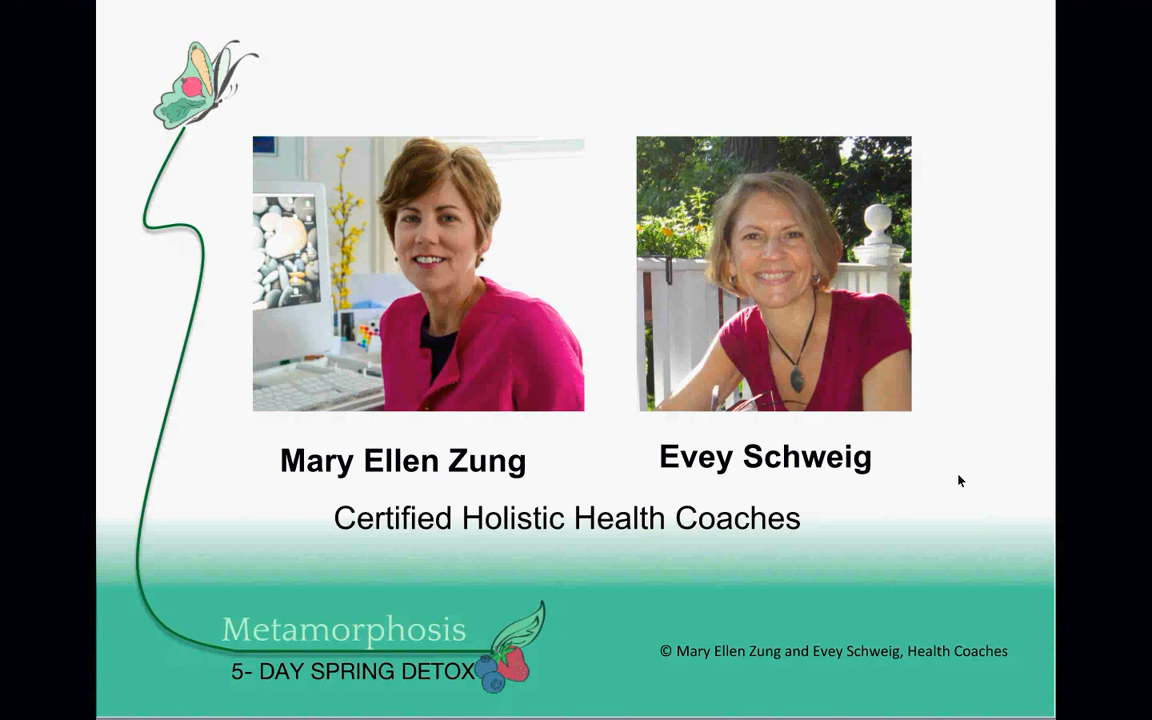 Mary Ellen Zung
Evey Schweig
Certified Holistic Health Coaches
Metamorphosis
5- DAY SPRING DETOX
© Mary Ellen Zung and Evey Schweig, Health Coaches